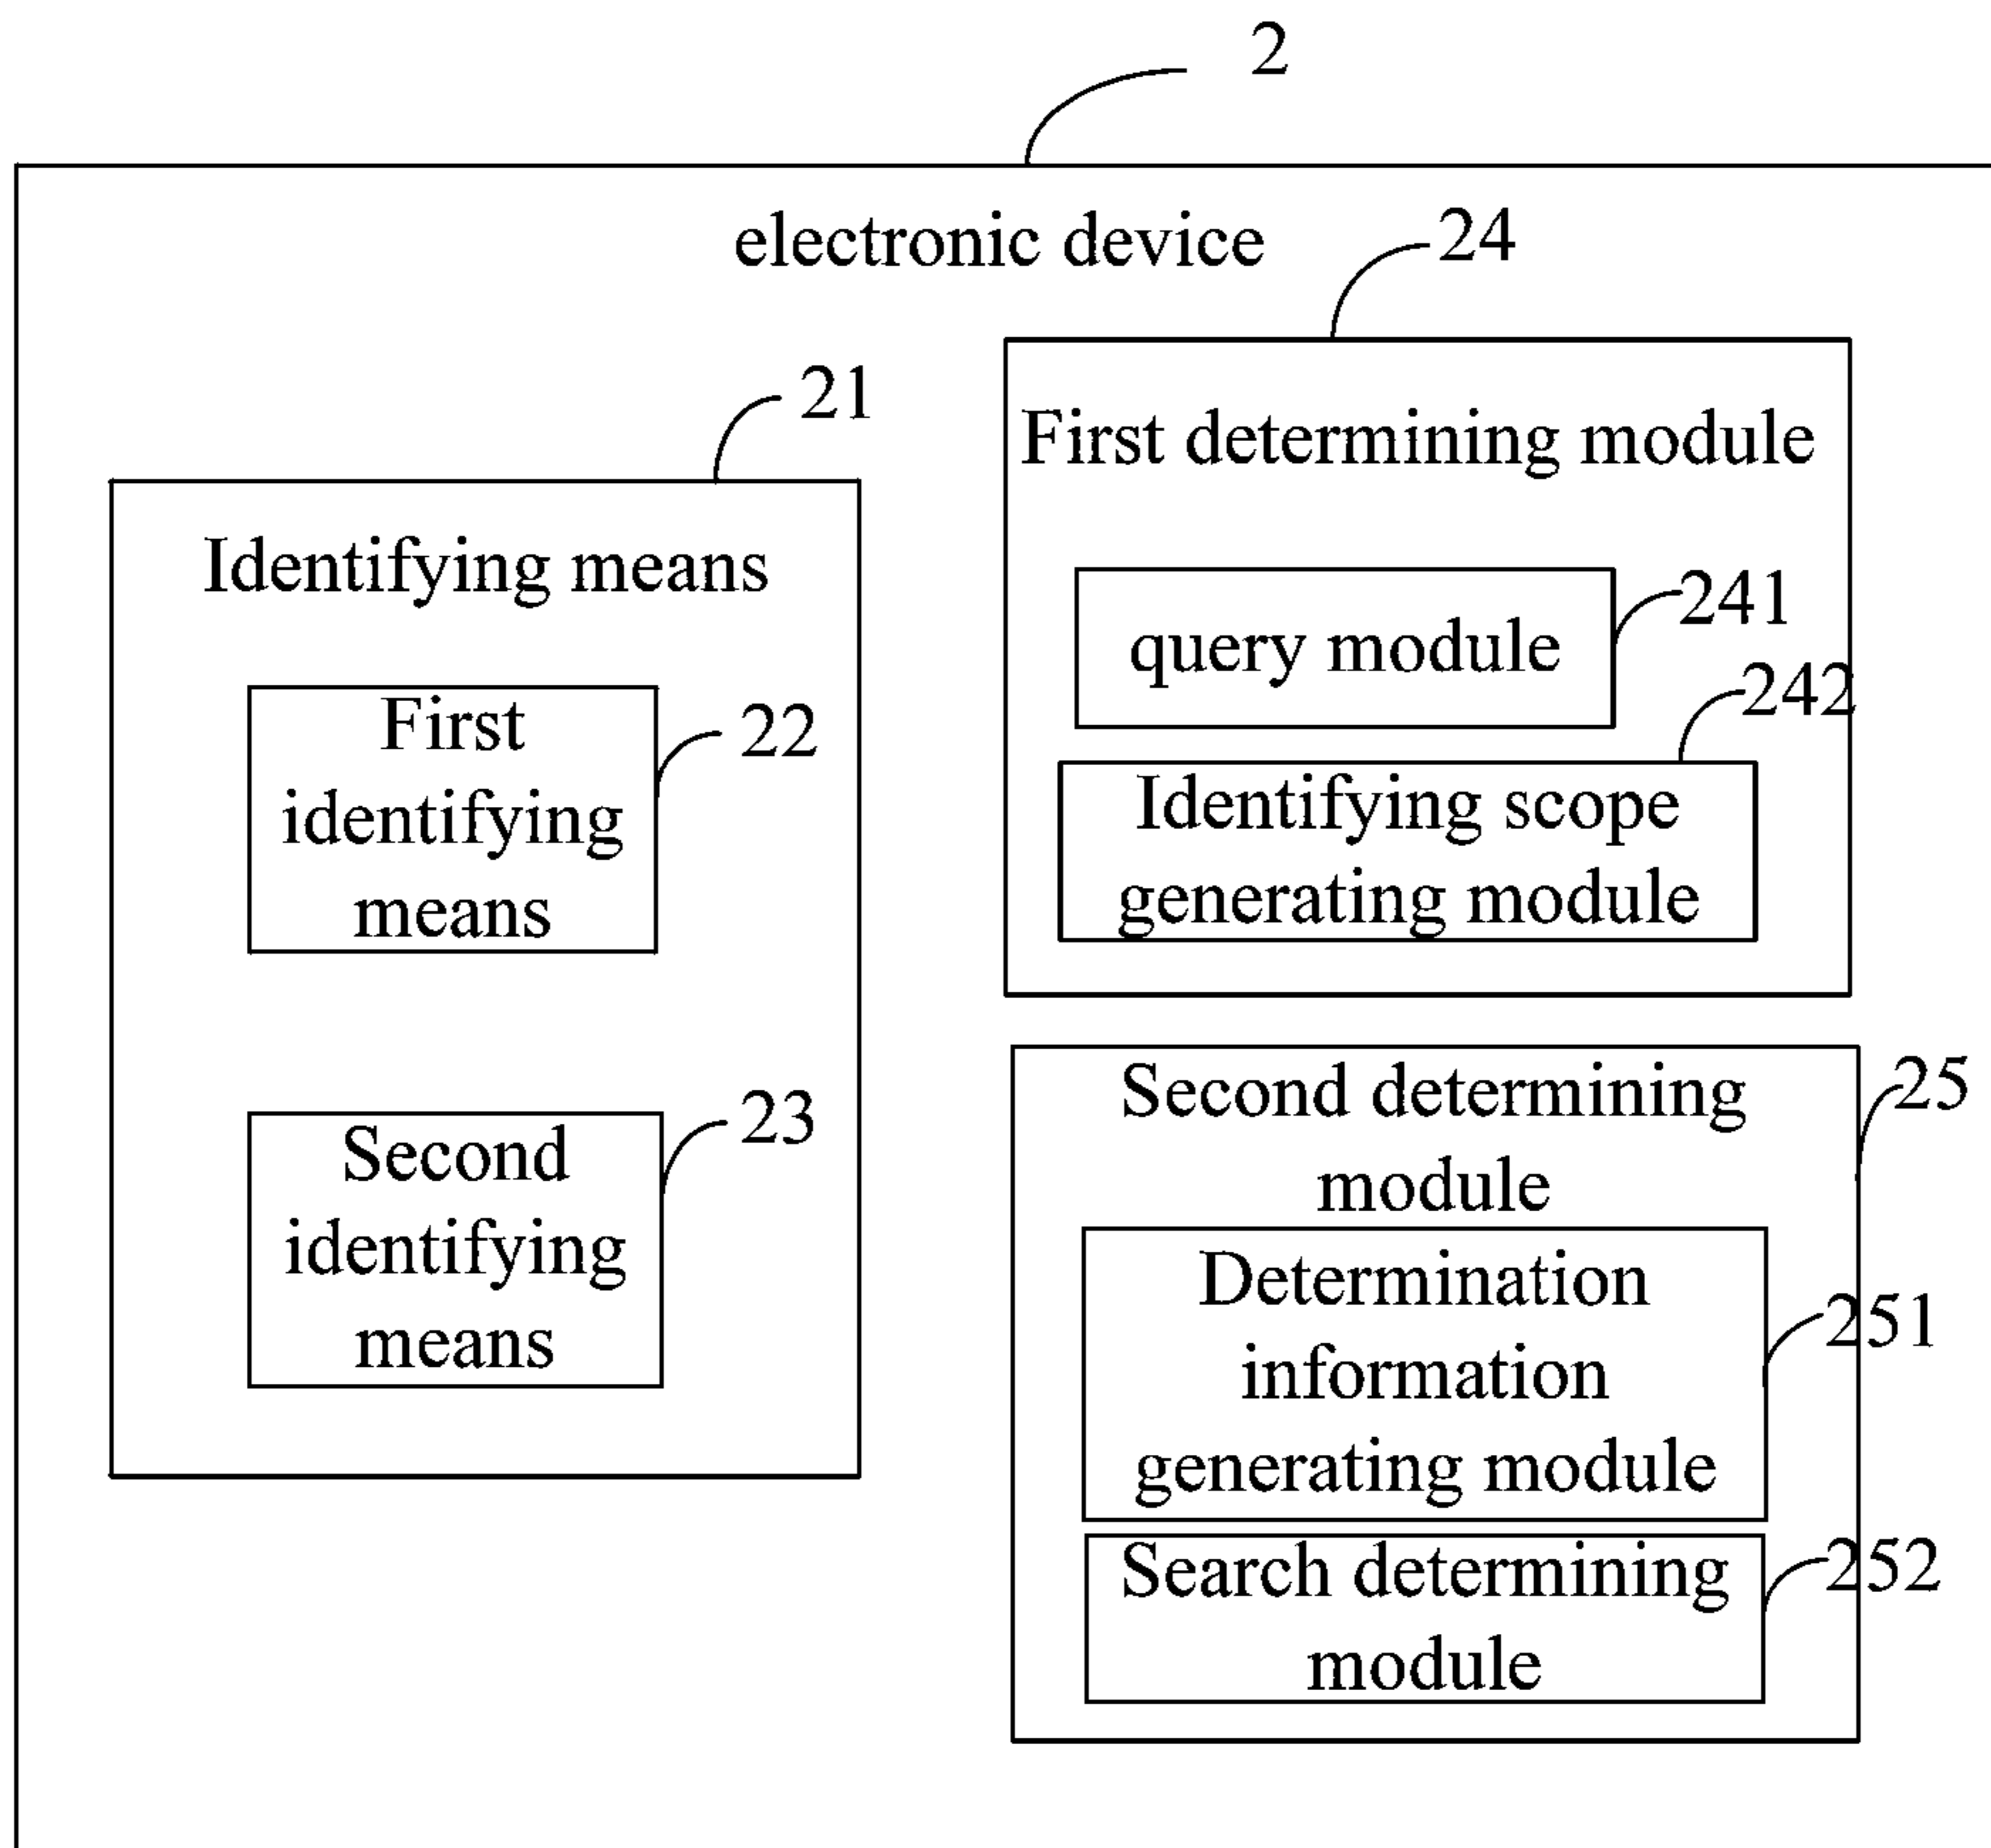 2
electronic device
24
First determining module
241
query module
242
Identifying scope
generating module
21
Identifying means
22
First
identifying
means
23
Second
identifying
means
25
Second determining
module
251
Determination
information
generating module
252
Search determining
module